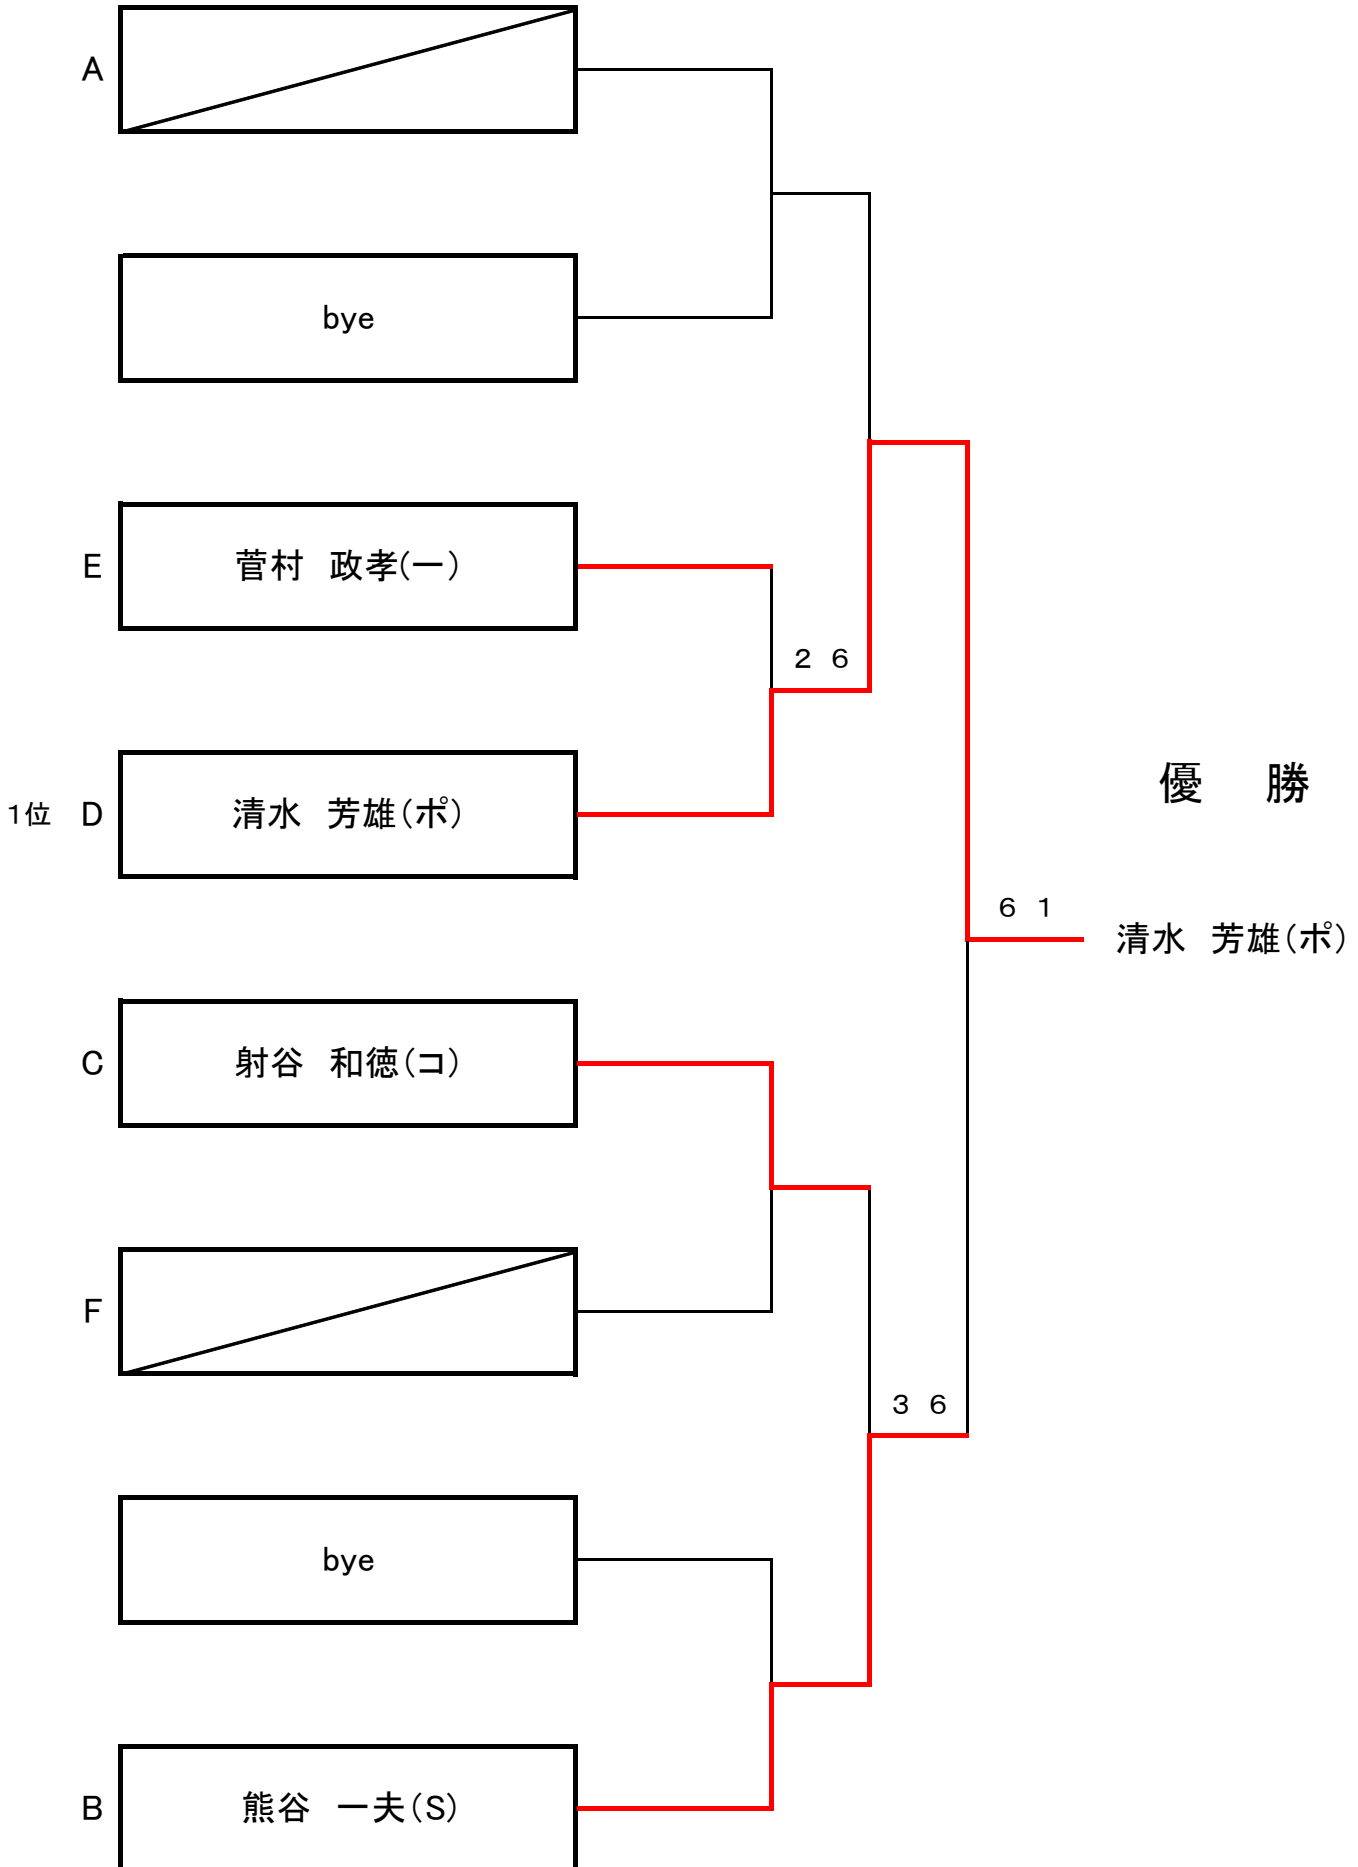 A
bye
E 菅村　政孝(一)
２ ６
優　勝
1位 D 清水　芳雄(ポ)
６ １
清水　芳雄(ポ)
C 射谷　和徳(コ)
F
３ ６
bye
B 熊谷　一夫(S)